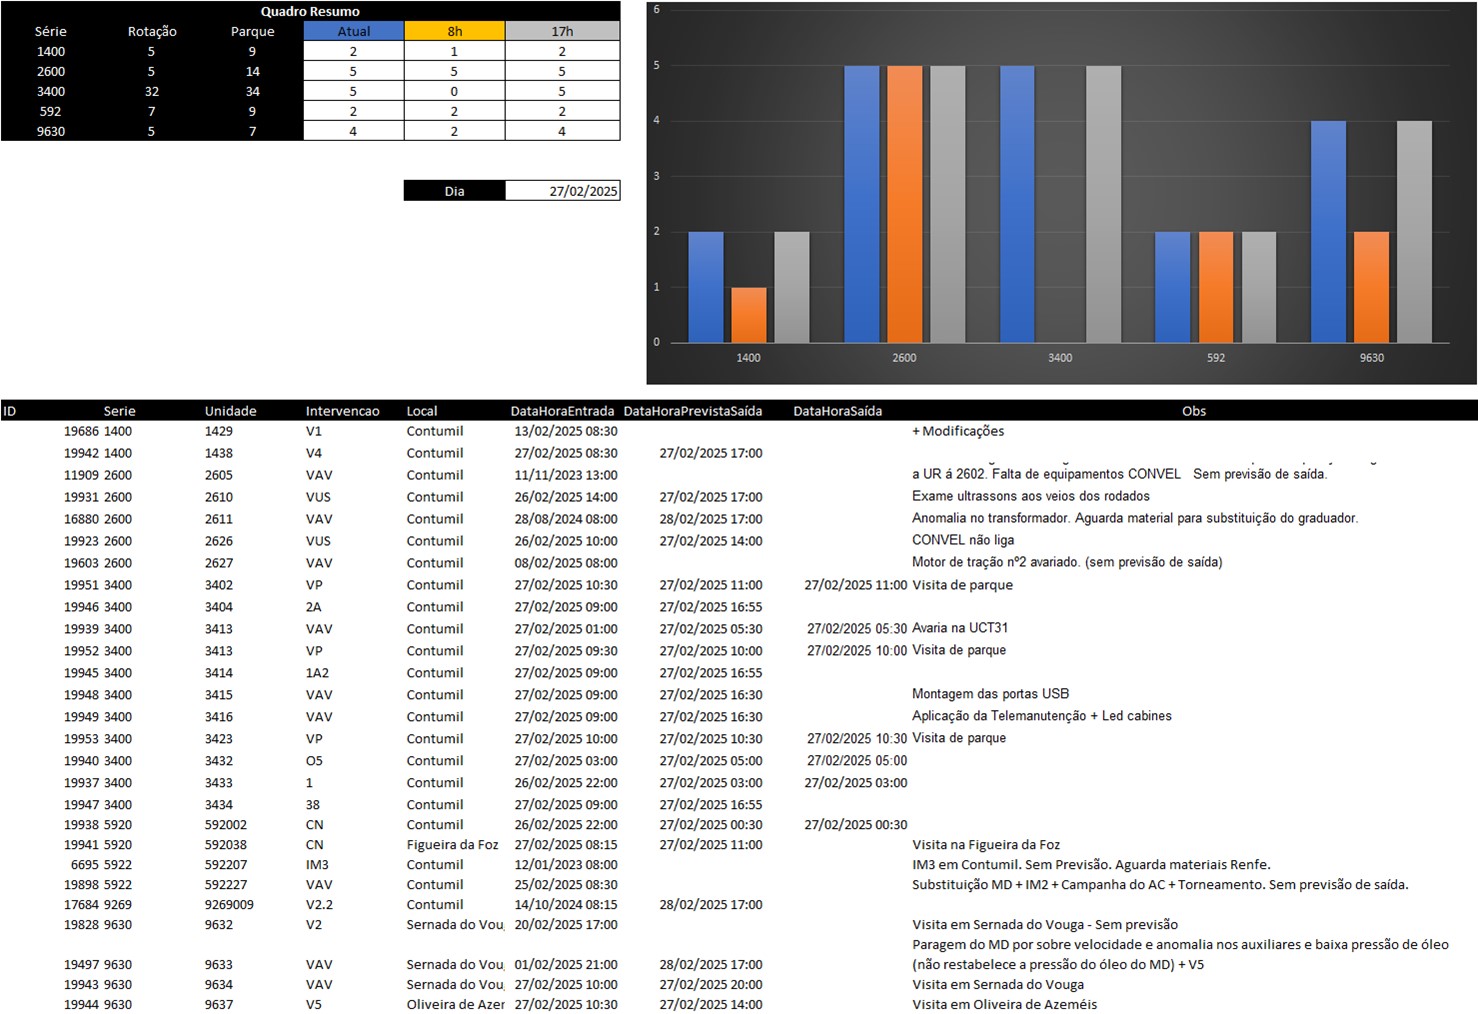 Quadro Resumo
Série Rotação Parque Atual 8h 17h
1400 5 9 2 1 2
2600 5 14 5 5 5
3400 32 34 5 0 5
592 7 9 2 2 2
9630 5 7 4 2 4
Dia 27/02/2025
6
5
4
3
2
1
0
1400 2600 3400 592 9630
ID Serie Unidade Intervencao Local DataHoraEntrada DataHoraPrevistaSaída DataHoraSaída Obs
19686 1400 1429 V1 Contumil 13/02/2025 08:30 + Modificações
19942 1400 1438 V4 Contumil 27/02/2025 08:30 27/02/2025 17:00
11909 2600 2605 VAV Contumil 11/11/2023 13:00 a UR á 2602. Falta de equipamentos CONVEL Sem previsão de saída.
19931 2600 2610 VUS Contumil 26/02/2025 14:00 27/02/2025 17:00 Exame ultrassons aos veios dos rodados
16880 2600 2611 VAV Contumil 28/08/2024 08:00 28/02/2025 17:00 Anomalia no transformador. Aguarda material para substituição do graduador.
19923 2600 2626 VUS Contumil 26/02/2025 10:00 27/02/2025 14:00 CONVEL não liga
19603 2600 2627 VAV Contumil 08/02/2025 08:00 Motor de tração nº2 avariado. (sem previsão de saída)
19951 3400 3402 VP Contumil 27/02/2025 10:30 27/02/2025 11:00 27/02/2025 11:00 Visita de parque
19946 3400 3404 2A Contumil 27/02/2025 09:00 27/02/2025 16:55
19939 3400 3413 VAV Contumil 27/02/2025 01:00 27/02/2025 05:30 27/02/2025 05:30 Avaria na UCT31
19952 3400 3413 VP Contumil 27/02/2025 09:30 27/02/2025 10:00 27/02/2025 10:00 Visita de parque
19945 3400 3414 1A2 Contumil 27/02/2025 09:00 27/02/2025 16:55
19948 3400 3415 VAV Contumil 27/02/2025 09:00 27/02/2025 16:30 Montagem das portas USB
19949 3400 3416 VAV Contumil 27/02/2025 09:00 27/02/2025 16:30 Aplicação da Telemanutenção + Led cabines
19953 3400 3423 VP Contumil 27/02/2025 10:00 27/02/2025 10:30 27/02/2025 10:30 Visita de parque
19940 3400 3432 O5 Contumil 27/02/2025 03:00 27/02/2025 05:00 27/02/2025 05:00
19937 3400 3433 1 Contumil 26/02/2025 22:00 27/02/2025 03:00 27/02/2025 03:00
19947 3400 3434 38 Contumil 27/02/2025 09:00 27/02/2025 16:55
19938 5920 592002 CN Contumil 26/02/2025 22:00 27/02/2025 00:30 27/02/2025 00:30
19941 5920 592038 CN Figueira da Foz 27/02/2025 08:15 27/02/2025 11:00 Visita na Figueira da Foz
6695 5922 592207 IM3 Contumil 12/01/2023 08:00 IM3 em Contumil. Sem Previsão. Aguarda materiais Renfe.
19898 5922 592227 VAV Contumil 25/02/2025 08:30 Substituição MD + IM2 + Campanha do AC + Torneamento. Sem previsão de saída.
17684 9269 9269009 V2.2 Contumil 14/10/2024 08:15 28/02/2025 17:00
19828 9630 9632 V2 Sernada do Vou 20/02/2025 17:00 Visita em Sernada do Vouga - Sem previsão
Paragem do MD por sobre velocidade e anomalia nos auxiliares e baixa pressão de óleo
19497 9630 9633 VAV Sernada do Vou 01/02/2025 21:00 28/02/2025 17:00 (não restabelece a pressão do óleo do MD) + V5
19943 9630 9634 VAV Sernada do Vou 27/02/2025 10:00 27/02/2025 20:00 Visita em Sernada do Vouga
19944 9630 9637 V5 Oliveira de Azer 27/02/2025 10:30 27/02/2025 14:00 Visita em Oliveira de Azeméis